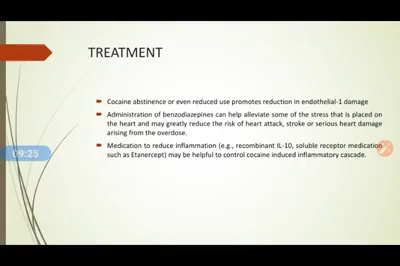 TREATMENT
Cocaine abstinence or even reduced use promotes reduction in endothelial-1 damage
Administration of benzodiazepines can help alleviate some of the stress that is placed on
the heart and may greatly reduce the risk of heart attack, stroke or serious heart damage
arising from the overdose.
Medication to reduce inflammation (e.g., recombinant IL-10, soluble receptor medication
such as Etanercept) may be helpful to control cocaine induced inflammatory cascade.
09:25